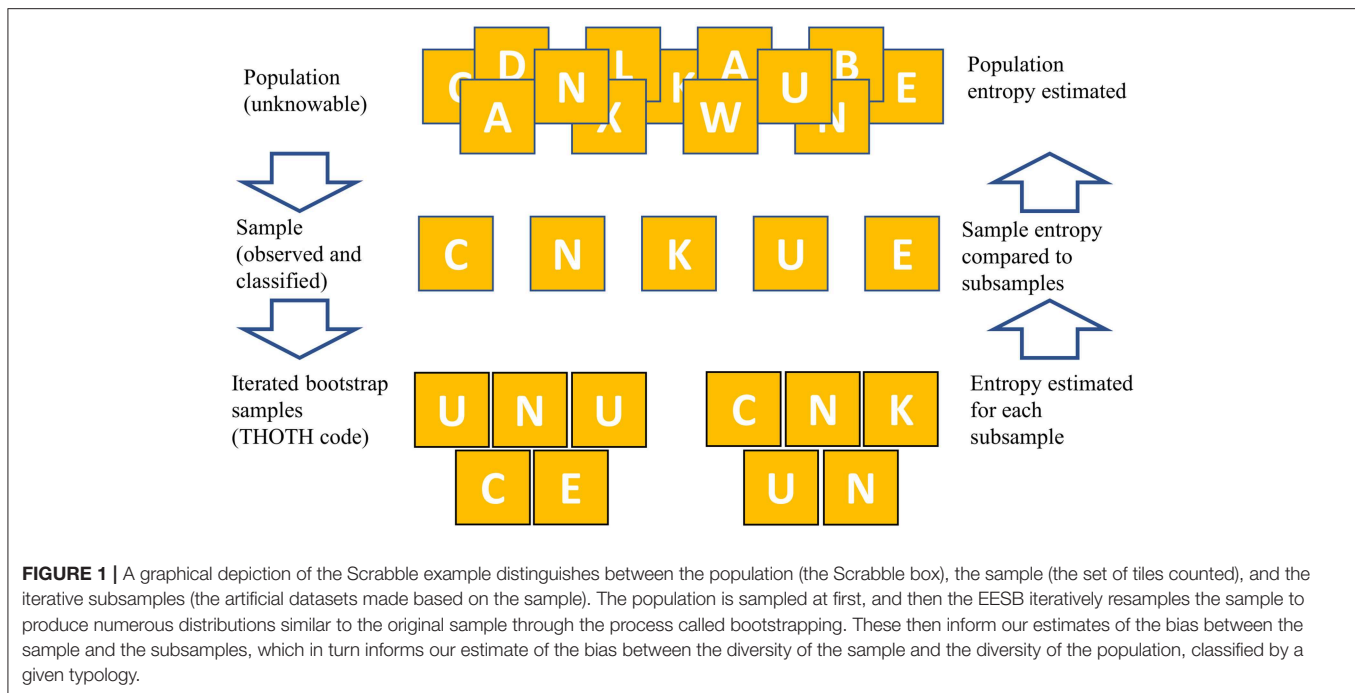 Population
(unknowable)
D L A B
N K U E
A X W N
Population
entropy estimated
Sample
(observed and
classified)
C N K U E
Sample entropy
compared to
subsamples
Iterated bootstrap
samples
(THOTH code)
U N U
C E
C N K
U N
Entropy estimated
for each
subsample
FIGURE 1 | A graphical depiction of the Scrabble example distinguishes between the population (the Scrabble box), the sample (the set of tiles counted), and the
iterative subsamples (the artificial datasets made based on the sample). The population is sampled at first, and then the EESB iteratively resamples the sample to
produce numerous distributions similar to the original sample through the process called bootstrapping. These then inform our estimates of the bias between the
sample and the subsamples, which in turn informs our estimate of the bias between the diversity of the sample and the diversity of the population, classified by a
given typology.